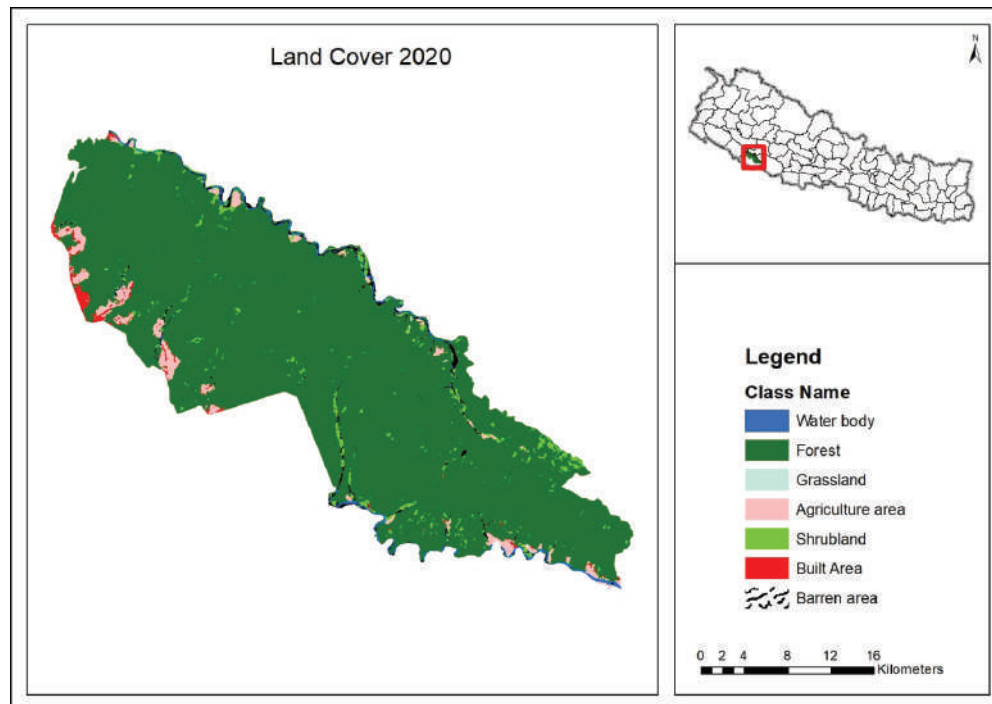 Land Cover 2020
N
Legend
Class Name
Water body
Forest
Grassland
Agriculture area
Shrubland
Built Area
Barren area
0 2 4 8 12 16
Kilometers